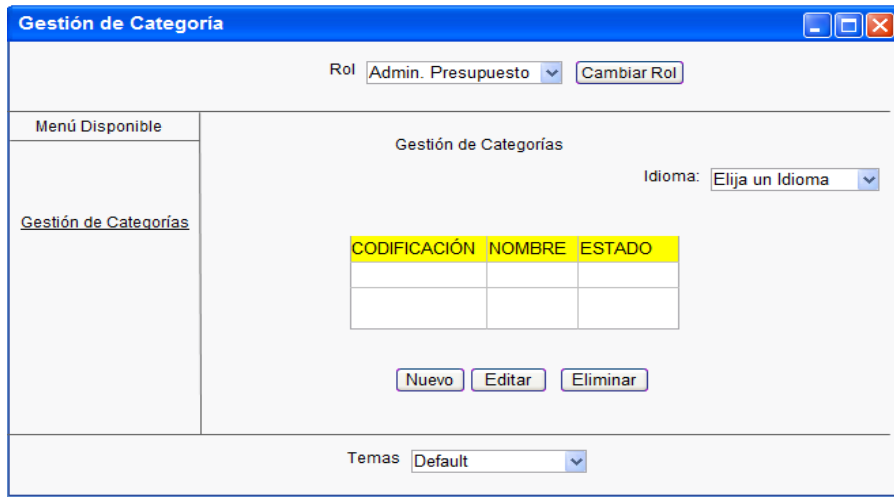 Gestión de Categoría
Rol Admin. Presupuesto Cambiar Rol
Menú Disponible
Gestión de Categorías
Idioma: Elija un Idioma
Gestión de Categorías
CODIFICACIÓN NOMBRE ESTADO
Nuevo Editar Eliminar
Temas Default